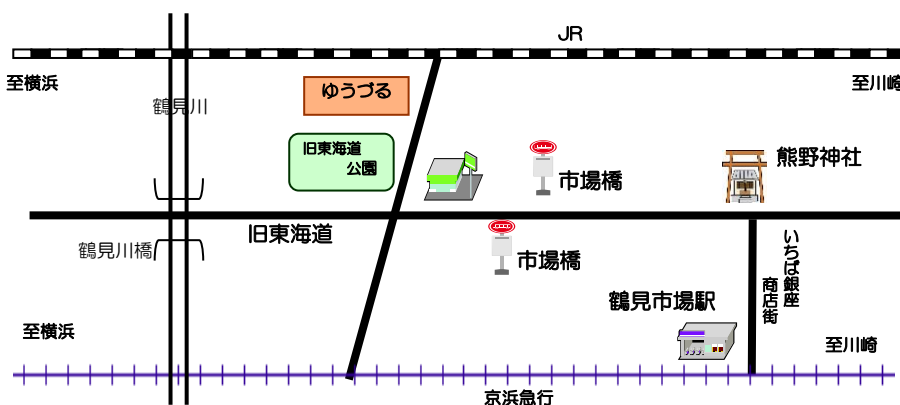 JR
至横浜
至川崎
鶴見川
ゆうづる
旧東海道
公園
市場橋
熊野神社
旧東海道
鶴見川橋
市場橋
いちば銀座
商店街
鶴見市場駅
至横浜
至川崎
京浜急行